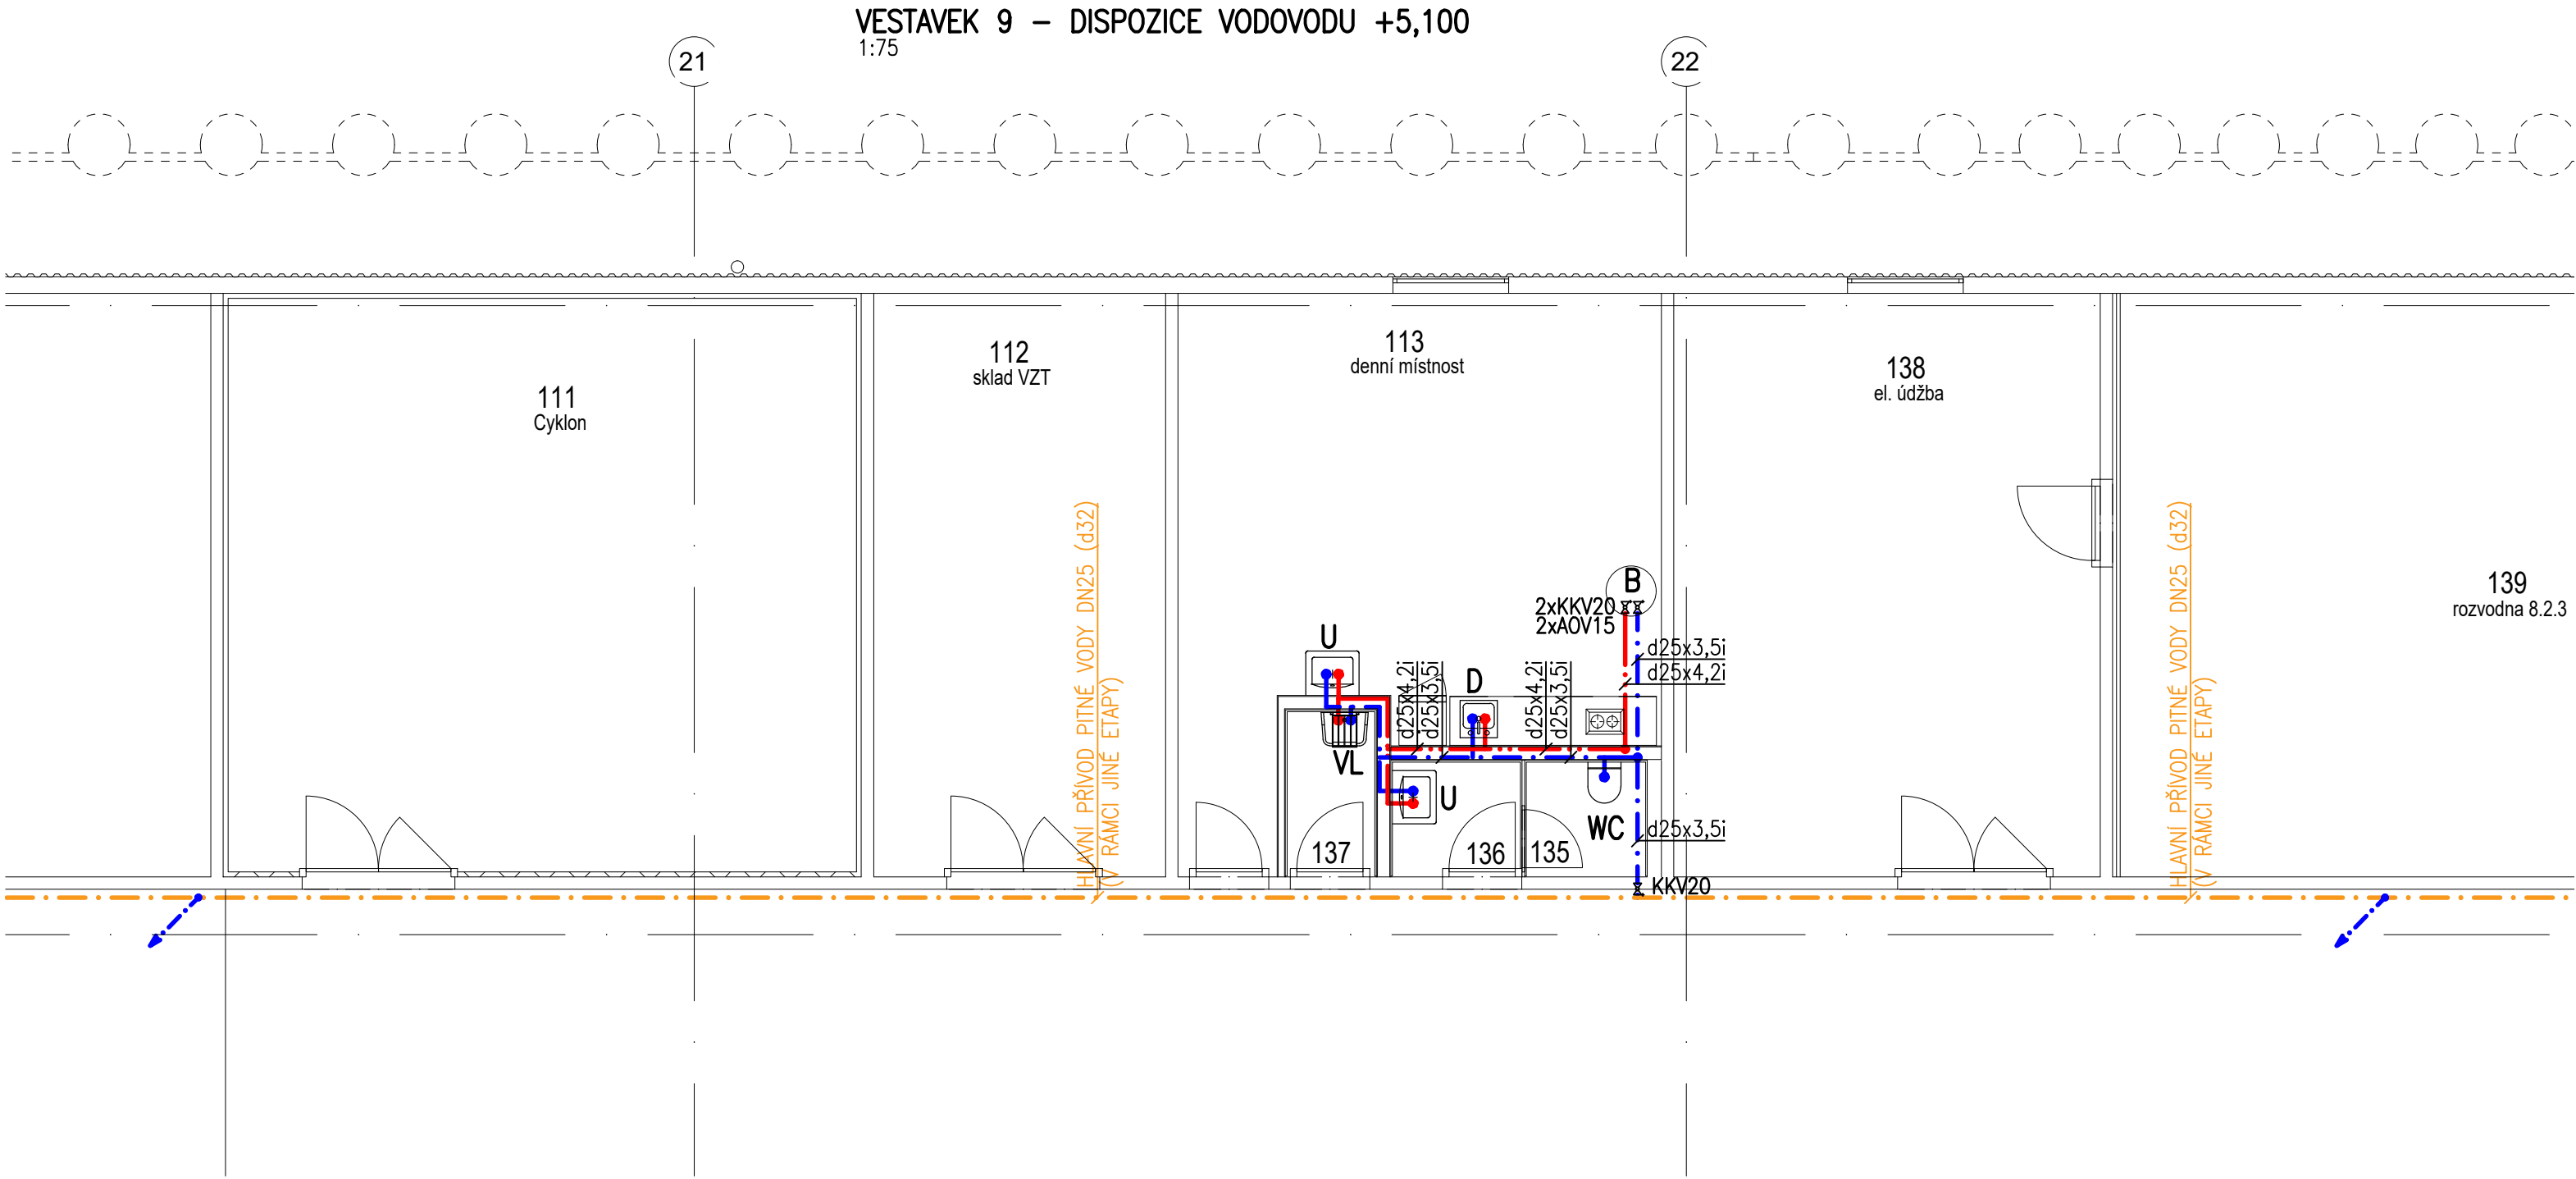 VESTAVEK 9 – DISPOZICE VODOVODU +5,100
1:75
21
22
111
Cyklon
112
sklad VZT
113
denní místnost
138
el. údžba
139
rozvodna 8.2.3
HLAVNÍ PŘÍVOD PITNÉ VODY DN25 (d32)
(V RÁMCI JINÉ ETAPY)
HLAVNÍ PŘÍVOD PITNÉ VODY DN25 (d32)
(V RÁMCI JINÉ ETAPY)
B
2xKKV20
2xAOV15
d25x3,5i
d25x4,2i
U
d25x4,2i
d25x3,5i
D
d25x4,2i
d25x3,5i
VL
U
WC
d25x3,5i
137
136
135
KKV20